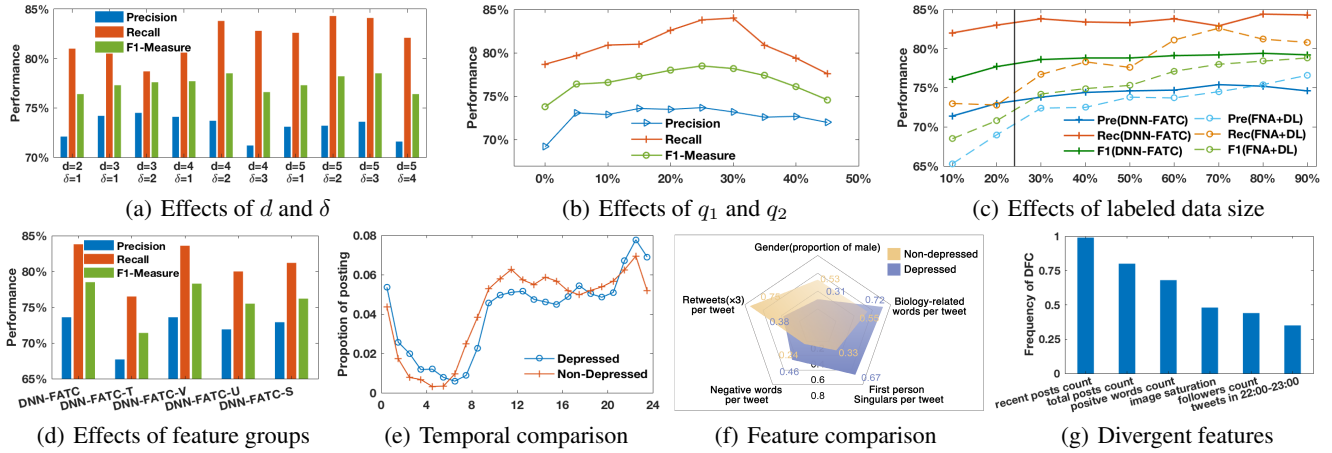 85%
80%
75%
70%
Performance
Precision
Recall
F1-Measure
d=2 d=3 d=3 d=4 d=4 d=4 d=5 d=5 d=5 d=5
δ=1 δ=1 δ=2 δ=1 δ=2 δ=3 δ=1 δ=2 δ=3 δ=4
(a) Effects of d and δ
85%
80%
75%
70%
Performance
Precision
Recall
F1-Measure
0% 10% 20% 30% 40% 50%
(b) Effects of q1 and q2
85%
80%
75%
70%
65%
Performance
Pre(DNN-FATC) Pre(FNA+DL)
Rec(DNN-FATC) Rec(FNA+DL)
F1(DNN-FATC) F1(FNA+DL)
10% 20% 30% 40% 50% 60% 70% 80% 90%
(c) Effects of labeled data size
85%
80%
75%
70%
65%
Performance
Precision
Recall
F1-Measure
DNN-FATC DNN-FATC-T DNN-FATC-V DNN-FATC-U DNN-FATC-S
(d) Effects of feature groups
0.08
0.06
0.04
0.02
0
Propotion of posting
Depressed
Non-Depressed
0 4 8 12 16 20 24
(e) Temporal comparison
Gender(proportion of male)
Non-depressed
Depressed
0.53
0.31
0.72
Biology-related
words per tweet
Retweets(×3)
per tweet
0.38
0.33
0.24
0.46
0.67
0.6
0.8
Negative words
per tweet
First person
Singulars per tweet
(f) Feature comparison
1
0.75
0.5
0.25
0
Frequency of DFC
recent posts count
total posts count
positve words count
image saturation
followers count
tweets in 22:00-23:00
(g) Divergent features